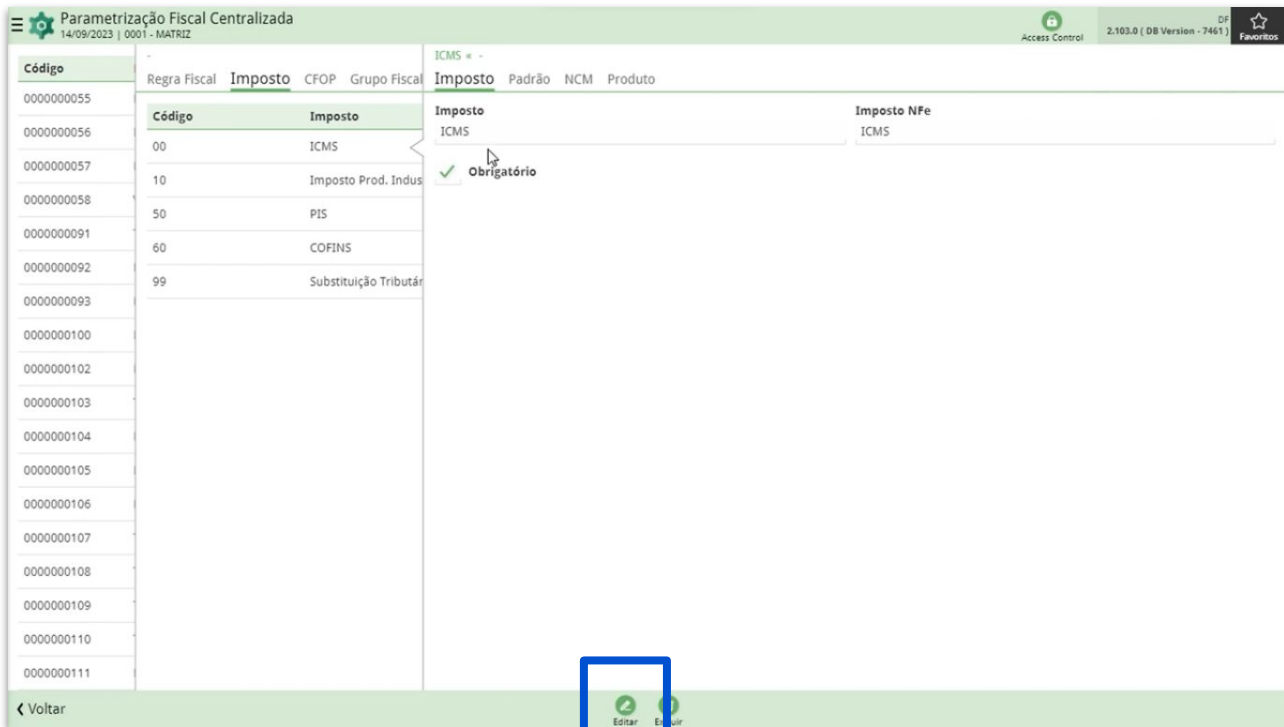 Parametrização Fiscal Centralizada
14/09/2023 | 0001 - MATRIZ
Access Control
DF
2.103.0 ( DB Version - 7461 )
Favoritos
Código
0000000055
0000000056
0000000057
0000000058
0000000091
0000000092
0000000093
0000000100
0000000102
0000000103
0000000104
0000000105
0000000106
0000000107
0000000108
0000000109
0000000110
0000000111
-
Regra Fiscal Imposto CFOP Grupo Fiscal
Código Imposto
00 ICMS
10 Imposto Prod. Indus
50 PIS
60 COFINS
99 Substituição Tributár
ICMS « -
Imposto Padrão NCM Produto
Imposto Imposto NFe
ICMS ICMS
Obrigatório
Voltar
Editar